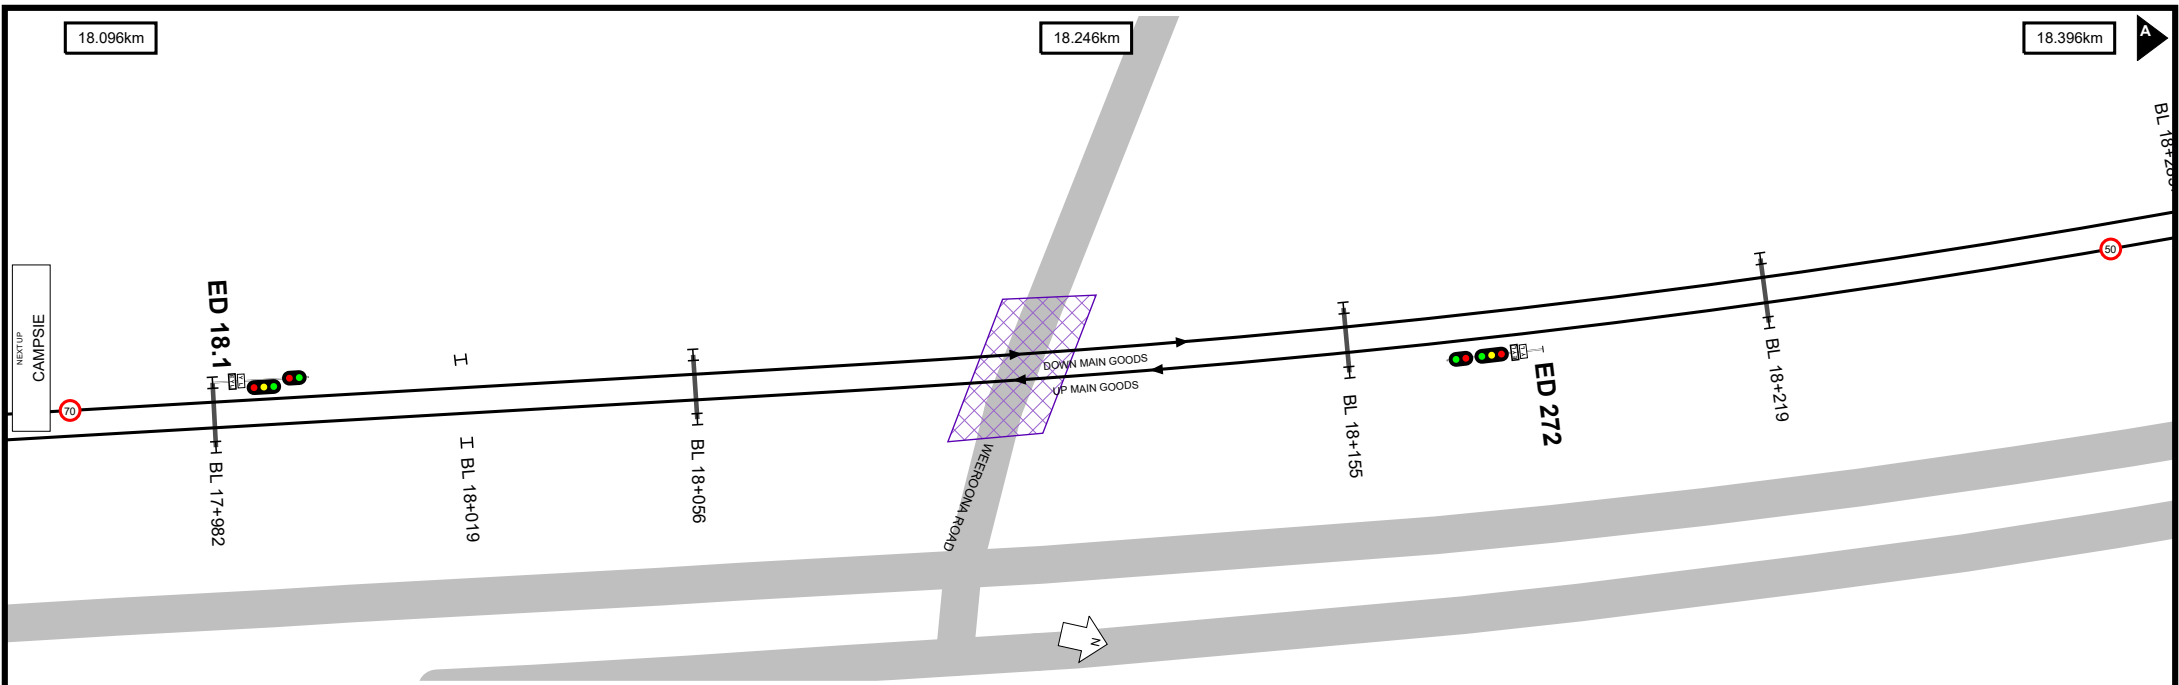 18.096km
18.246km
18.396km
A
NEXT UP
CAMPSIE
70
ED 18.1
BL 17+982
BL 18+019
BL 18+056
DOWN MAIN GOODS
UP MAIN GOODS
WEEROONA ROAD
BL 18+155
ED 272
BL 18+219
50
N